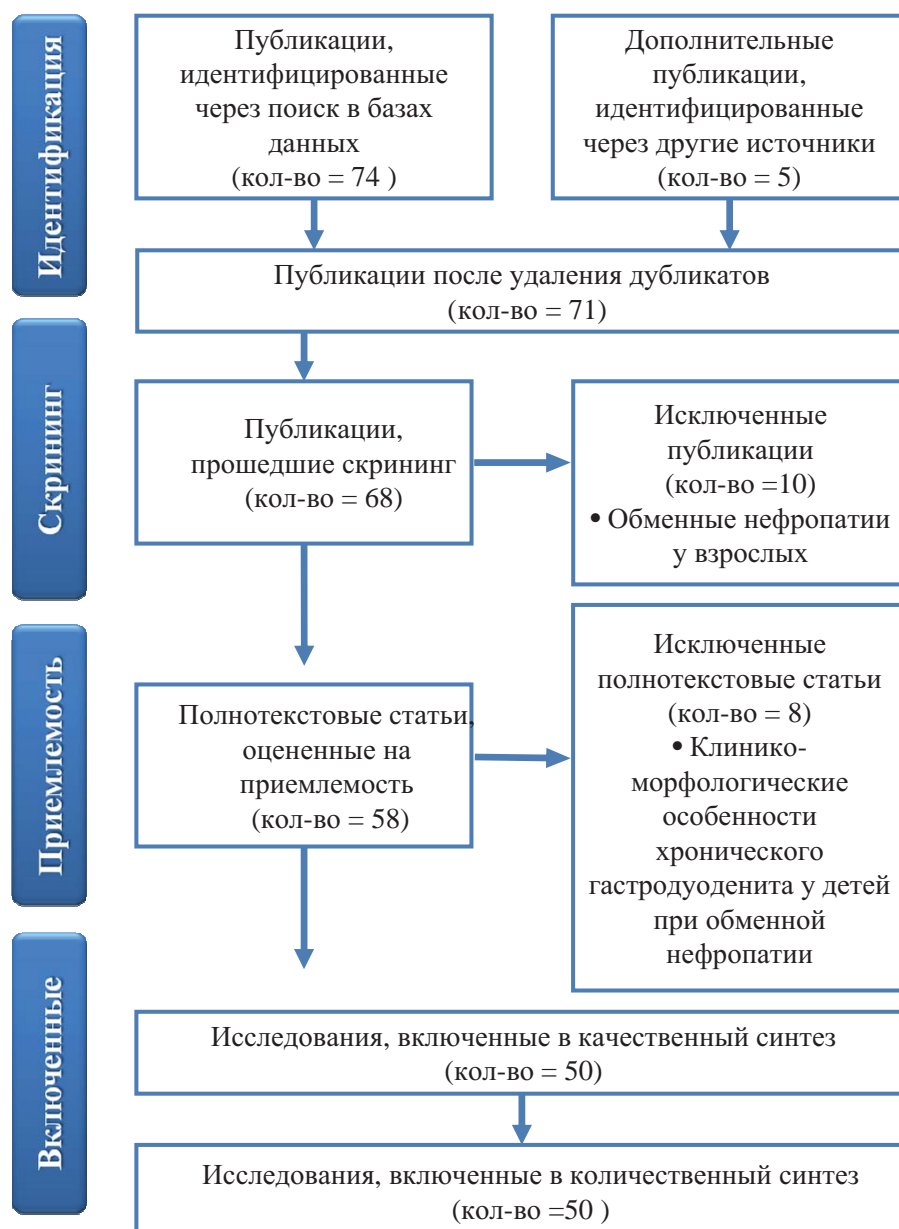 Идентификация
Публикации,
идентифицированные
через поиск в базах
данных
(кол-во = 74 )
Дополнительные
публикации,
идентифицированные
через другие источники
(кол-во = 5)
Публикации после удаления дубликатов
(кол-во = 71)
Скрининг
Публикации,
прошедшие скрининг
(кол-во = 68)
Исключенные
публикации
(кол-во =10)
• Обменные нефропатии
у взрослых
Приемлемость
Полнотекстовые статьи,
оцененные на
приемлемость
(кол-во = 58)
Исключенные
полнотекстовые статьи
(кол-во = 8)
• Клинико-
морфологические
особенности
хронического
гастродуоденита у детей
при обменной
нефропатии
Включенные
Исследования, включенные в качественный синтез
(кол-во = 50)
Исследования, включенные в количественный синтез
(кол-во =50 )